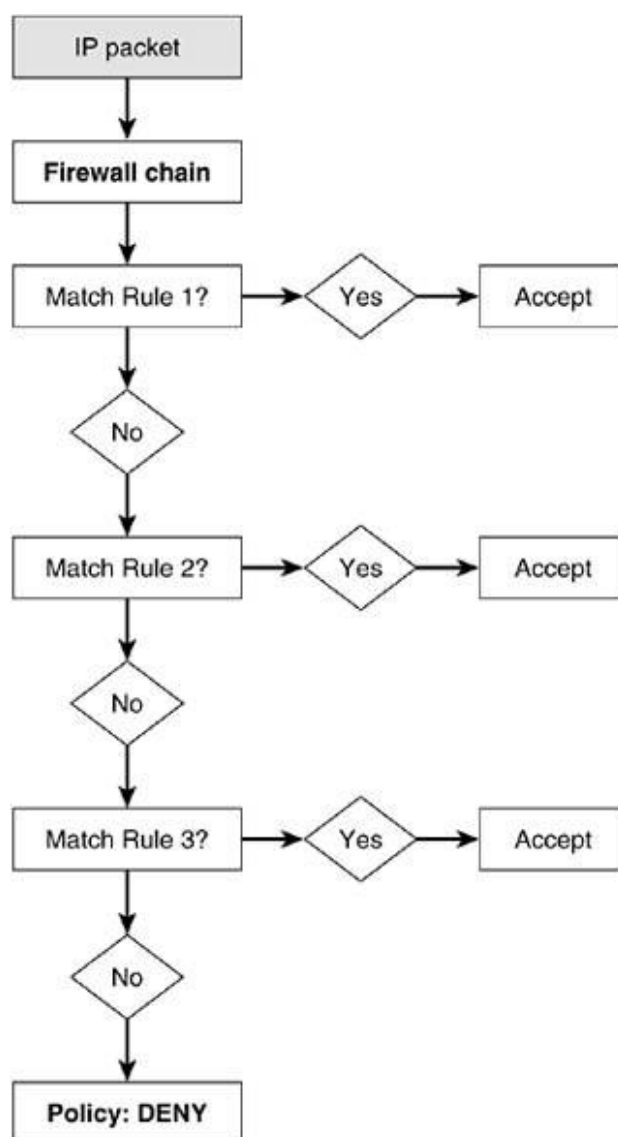 IP packet
Firewall chain
Match Rule 1?
Yes
Accept
No
Match Rule 2?
Yes
Accept
No
Match Rule 3?
Yes
Accept
No
Policy: DENY